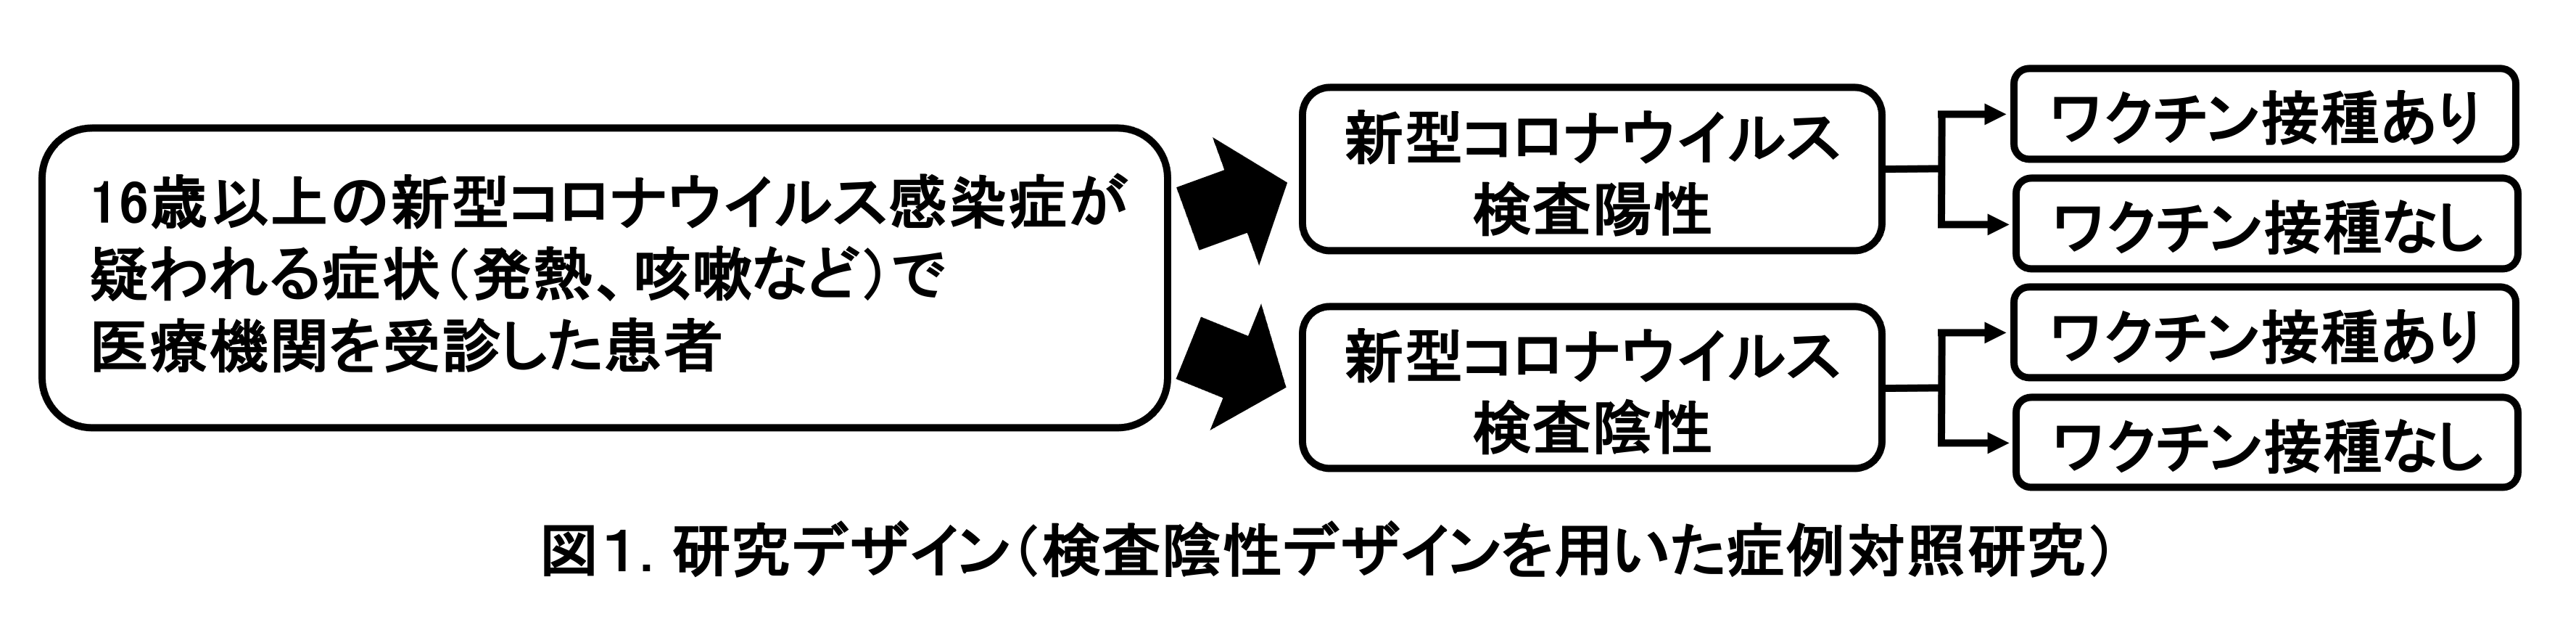 16歳以上の新型コロナウイルス感染症が
疑われる症状（発熱、咳嗽など）で
医療機関を受診した患者
新型コロナウイルス
検査陽性
ワクチン接種あり
ワクチン接種なし
新型コロナウイルス
検査陰性
ワクチン接種あり
ワクチン接種なし
図１．研究デザイン（検査陰性デザインを用いた症例対照研究）